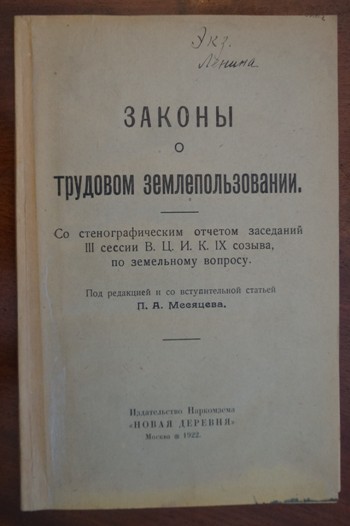 Экз.
Ленина
ЗАКОНЫ
О
ТРУДОВОМ ЗЕМЛЕПОЛЬЗОВАНИИ.
Со стенографическим отчетом заседаний
III сессии В. Ц. И. К. IX созыва,
по земельному вопросу.
Под редакцией и со вступительной статьей
П. А. Месяцева.
Издательство Наркомзема
«НОВАЯ ДЕРЕВНЯ»
Москва 1922.